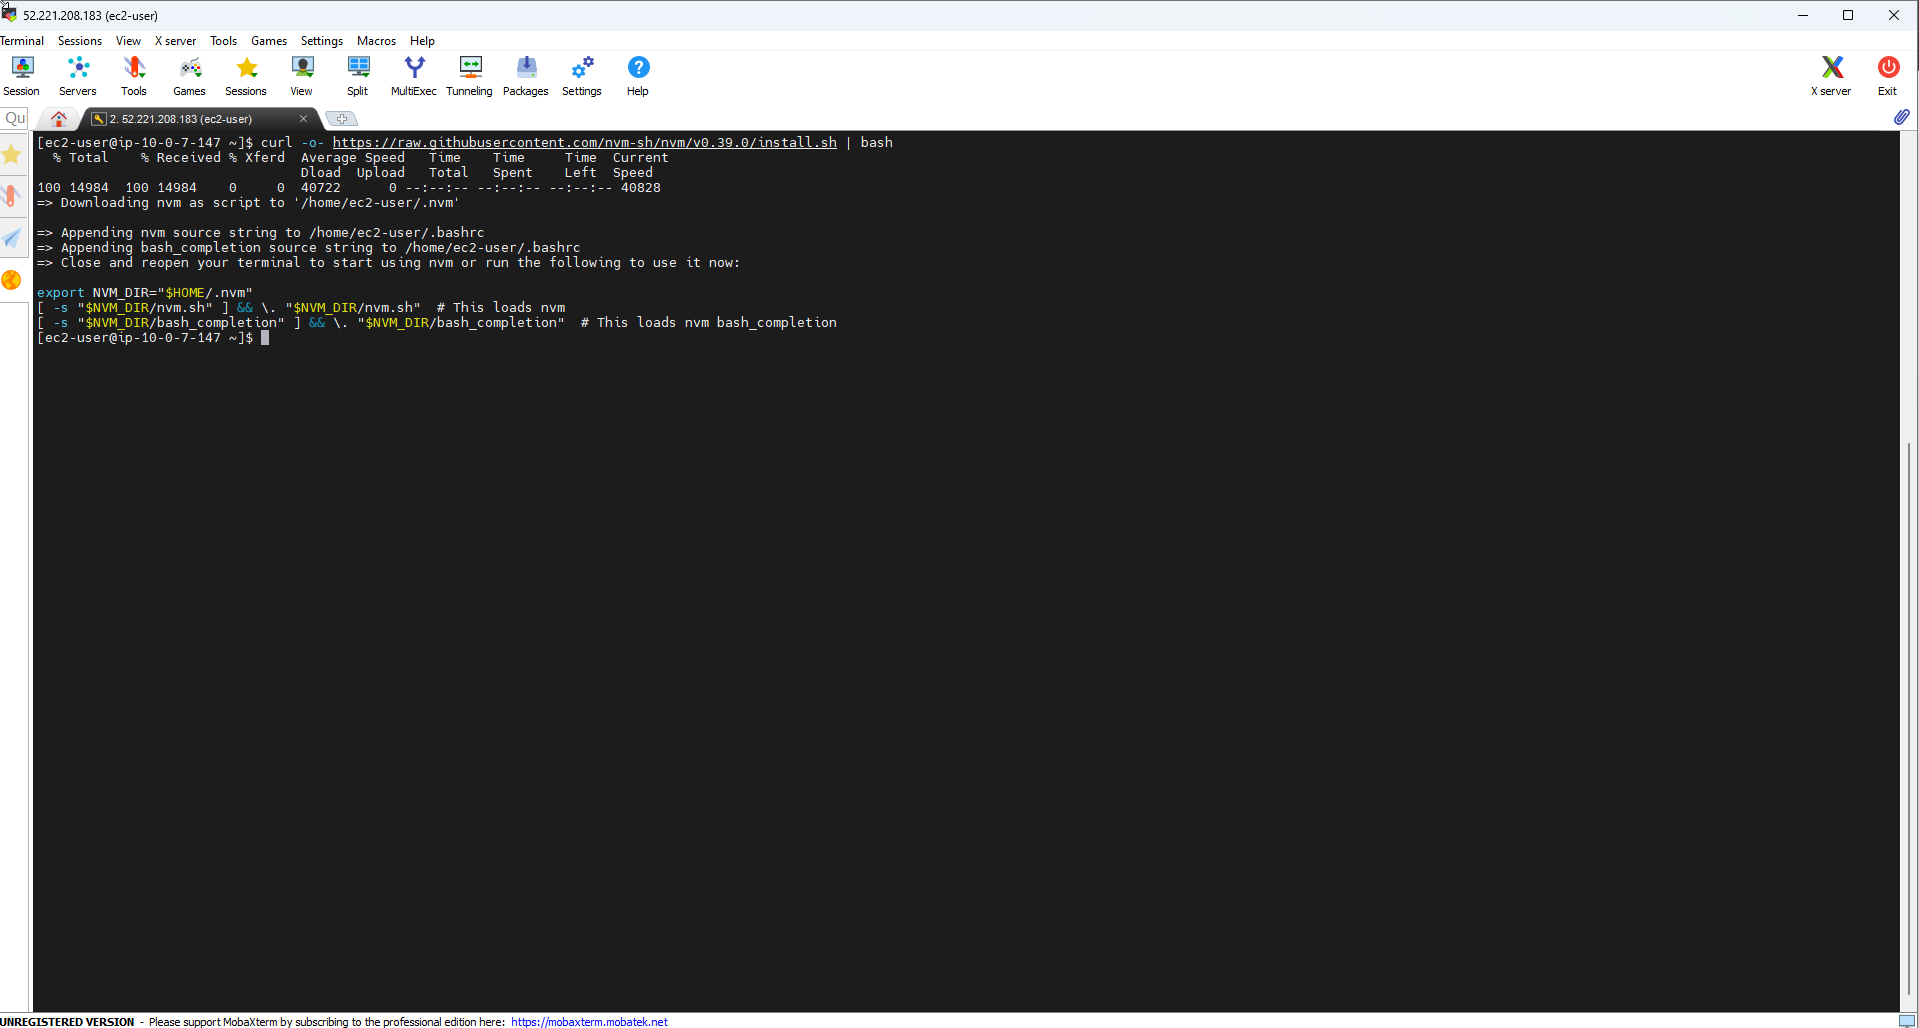 52.221.208.183 (ec2-user)
Terminal Sessions View X server Tools Games Settings Macros Help
Session Servers Tools Games Sessions View Split MultiExec Tunneling Packages Settings Help X server Exit
Qu 2. 52.221.208.183 (ec2-user)
[ec2-user@ip-10-0-7-147 ~]$ curl -o- https://raw.githubusercontent.com/nvm-sh/nvm/v0.39.0/install.sh | bash
  % Total    % Received % Xferd  Average Speed   Time    Time     Time  Current
                                 Dload  Upload   Total   Spent    Left  Speed
100 14984  100 14984    0     0  40722      0 --:--:-- --:--:-- --:--:-- 40828
=> Downloading nvm as script to '/home/ec2-user/.nvm'
=> Appending nvm source string to /home/ec2-user/.bashrc
=> Appending bash_completion source string to /home/ec2-user/.bashrc
=> Close and reopen your terminal to start using nvm or run the following to use it now:
export NVM_DIR="$HOME/.nvm"
[ -s "$NVM_DIR/nvm.sh" ] && \. "$NVM_DIR/nvm.sh"  # This loads nvm
[ -s "$NVM_DIR/bash_completion" ] && \. "$NVM_DIR/bash_completion"  # This loads nvm bash_completion
[ec2-user@ip-10-0-7-147 ~]$
UNREGISTERED VERSION - Please support MobaXterm by subscribing to the professional edition here: https://mobaxterm.mobatek.net